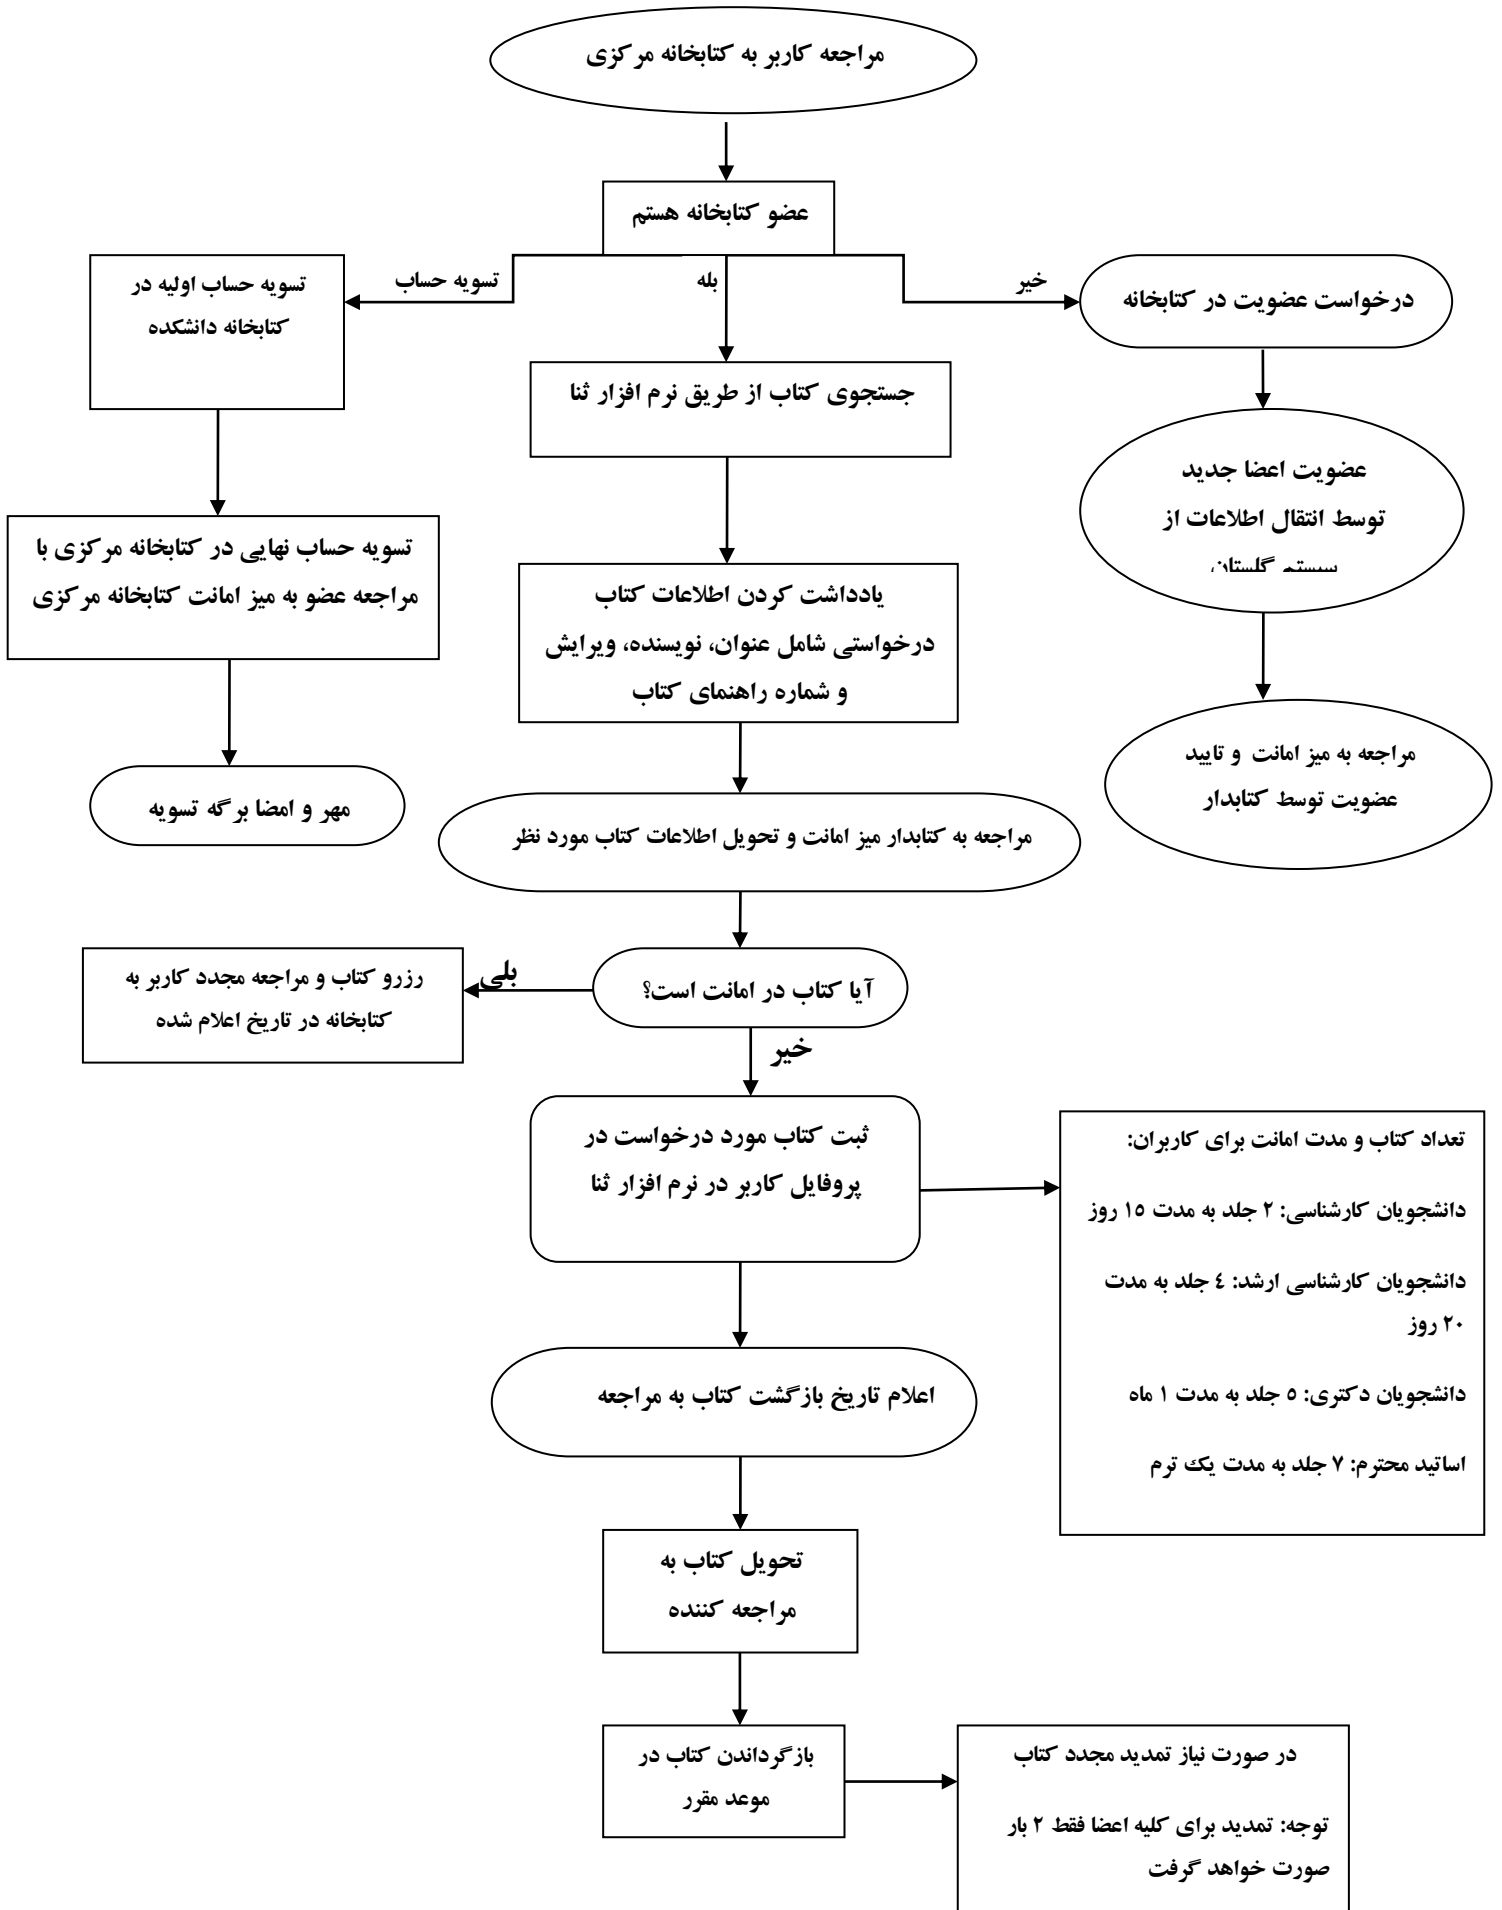 مراجعه کاربر به کتابخانه مرکزی
عضو کتابخانه هستم
خیر
بله
تسویه حساب
درخواست عضویت در کتابخانه
عضویت اعضا جدید
توسط انتقال اطلاعات از
سیستم گلستان
مراجعه به میز امانت و تایید
عضویت توسط کتابدار
تسویه حساب اولیه در
کتابخانه دانشکده
تسویه حساب نهایی در کتابخانه مرکزی با
مراجعه عضو به میز امانت کتابخانه مرکزی
مهر و امضا برگه تسویه
جستجوی کتاب از طریق نرم افزار ثنا
یادداشت کردن اطلاعات کتاب
درخواستی شامل عنوان، نویسنده، ویرایش
و شماره راهنمای کتاب
مراجعه به کتابدار میز امانت و تحویل اطلاعات کتاب مورد نظر
آیا کتاب در امانت است؟
بلی
رزرو کتاب و مراجعه مجدد کاربر به
کتابخانه در تاریخ اعلام شده
خیر
ثبت کتاب مورد درخواست در
پروفایل کاربر در نرم افزار ثنا
تعداد کتاب و مدت امانت برای کاربران:
دانشجویان کارشناسی: ۲ جلد به مدت ۱۵ روز
دانشجویان کارشناسی ارشد: ٤ جلد به مدت
۲۰ روز
دانشجویان دکتری: ۵ جلد به مدت ۱ ماه
اساتید محترم: ۷ جلد به مدت یک ترم
اعلام تاریخ بازگشت کتاب به مراجعه
تحویل کتاب به
مراجعه کننده
بازگرداندن کتاب در
موعد مقرر
در صورت نیاز تمدید مجدد کتاب
توجه: تمدید برای کلیه اعضا فقط ۲ بار
صورت خواهد گرفت